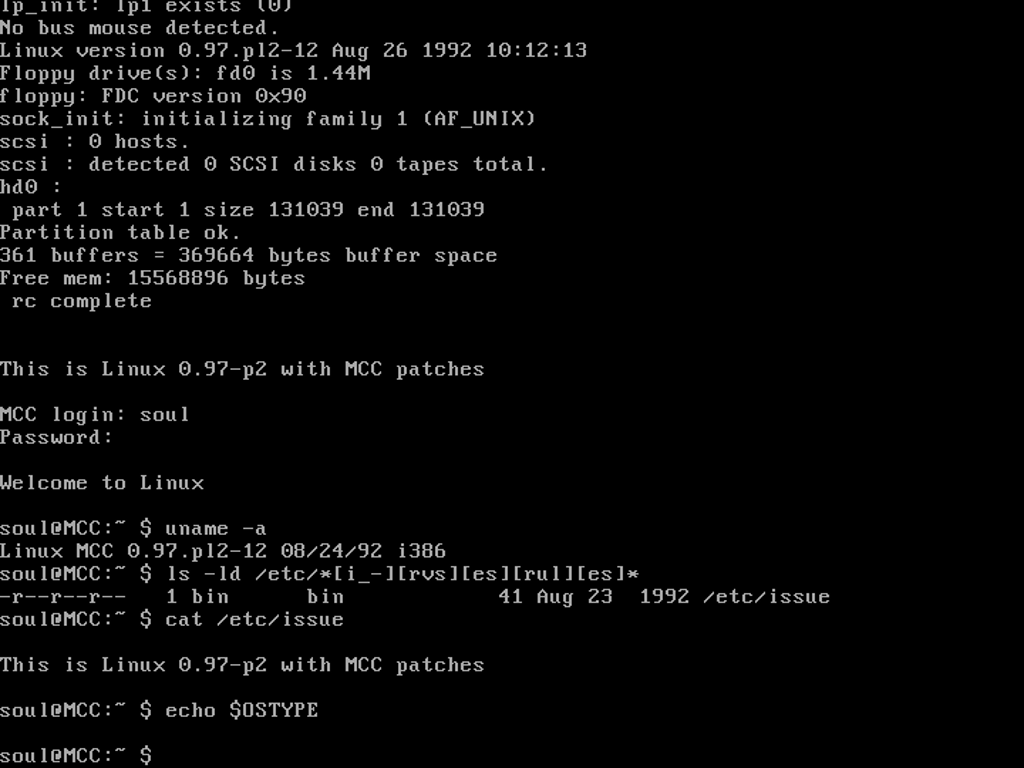 lp_init: lp1 exists (0)
No bus mouse detected.
Linux version 0.97.pl2-12 Aug 26 1992 10:12:13
Floppy drive(s): fd0 is 1.44M
floppy: FDC version 0x90
sock_init: initializing family 1 (AF_UNIX)
scsi : 0 hosts.
scsi : detected 0 SCSI disks 0 tapes total.
hd0 :
 part 1 start 1 size 131039 end 131039
Partition table ok.
361 buffers = 369664 bytes buffer space
Free mem: 15568896 bytes
 rc complete
This is Linux 0.97-p2 with MCC patches
MCC login: soul
Password:
Welcome to Linux
soul@MCC:~ $ uname -a
Linux MCC 0.97.pl2-12 08/24/92 i386
soul@MCC:~ $ ls -ld /etc/*[i_-][rvs][es][rul][es]*
-r--r--r--   1 bin      bin            41 Aug 23  1992 /etc/issue
soul@MCC:~ $ cat /etc/issue
This is Linux 0.97-p2 with MCC patches
soul@MCC:~ $ echo $OSTYPE
soul@MCC:~ $